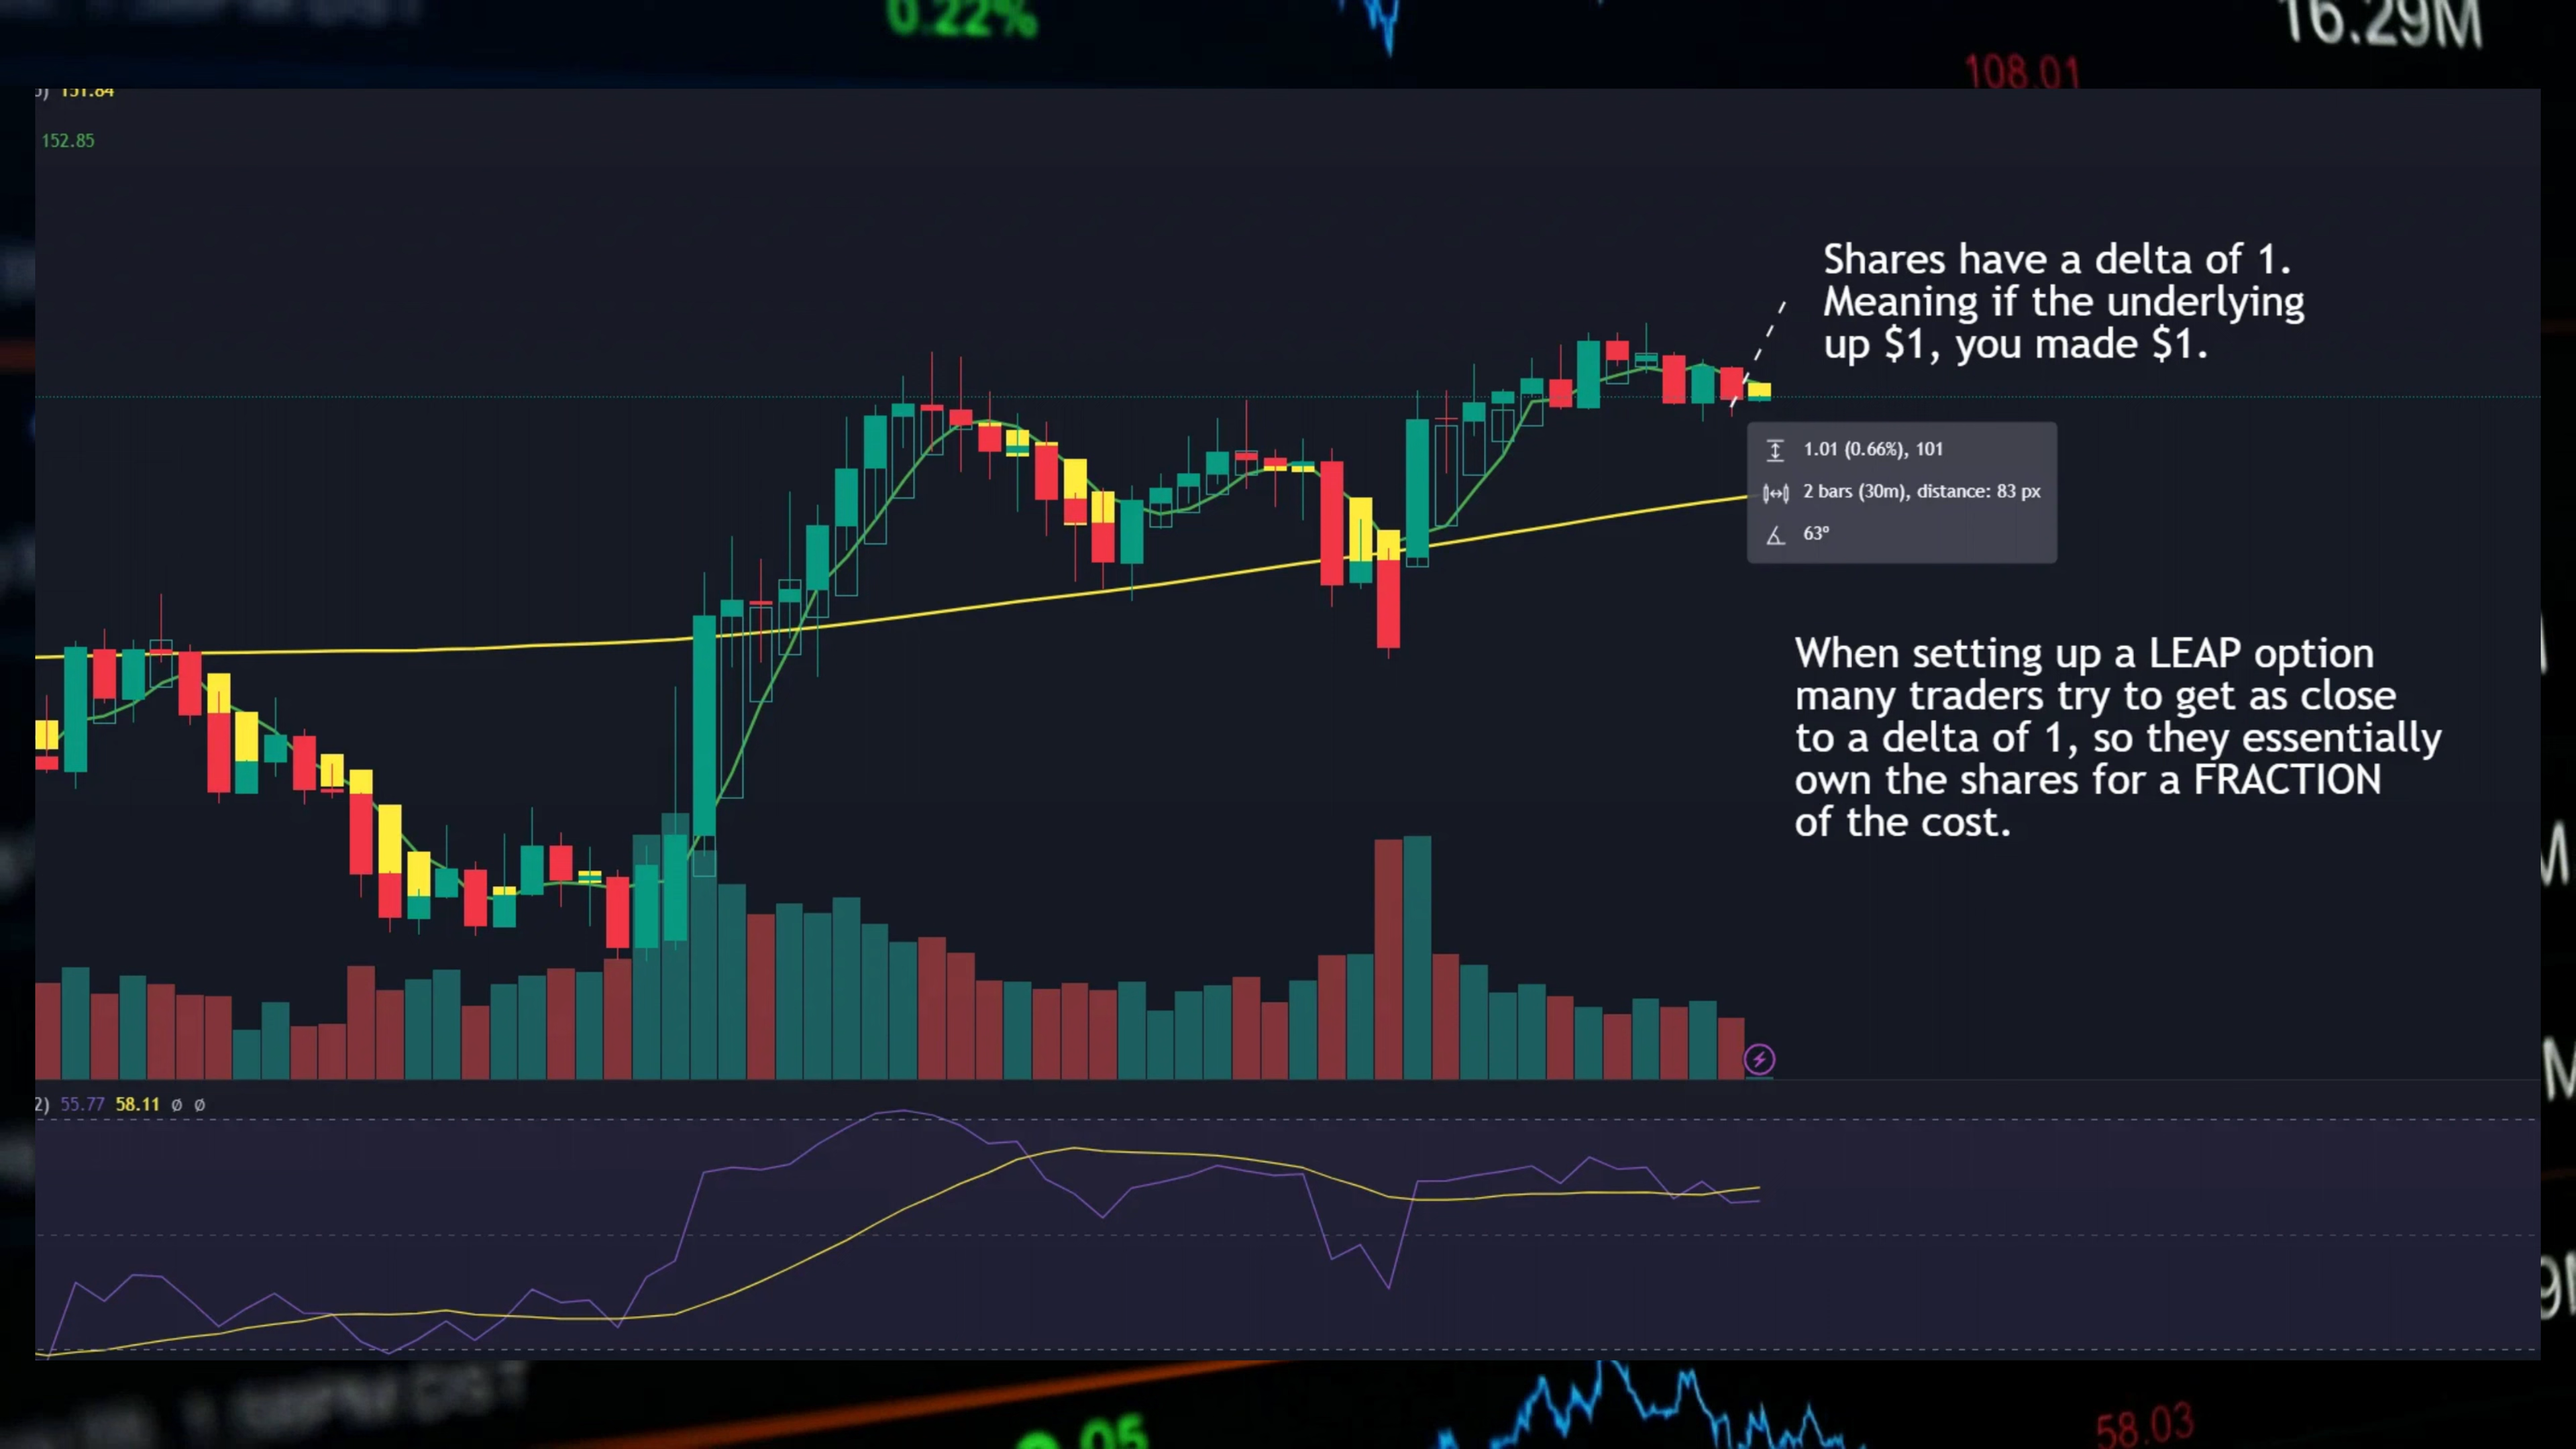 0.22%
16.29M
108.01
151.84
152.85
Shares have a delta of 1.
Meaning if the underlying
up $1, you made $1.
1.01 (0.66%), 101
2 bars (30m), distance: 83 px
63°
When setting up a LEAP option
many traders try to get as close
to a delta of 1, so they essentially
own the shares for a FRACTION
of the cost.
2) 55.77 58.11 ø ø
58.03